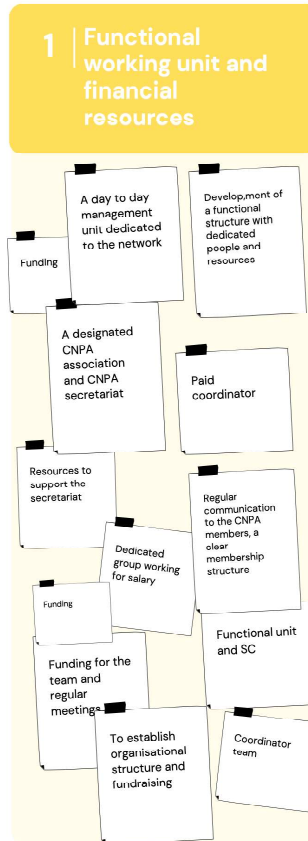 1
Functional
working unit and
financial
resources
A day to day
management
unit dedicated
to the network
Develop,ment of
a functional
structure with
dedicated
people and
resources
Funding
A designated
CNPA
association
and CNPA
secretariat
Paid
coordinator
Resources to
support the
secretariat
Regular
communication
to the CNPA
members, a
clear
membership
structure
Dedicated
group working
for salary
Funding
Functional unit
and SC
Funding for the
team and
regular
meetings
To establish
organisational
structure and
fundraising
Coordinator
team